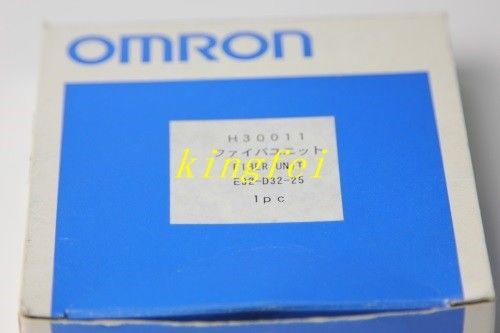 OMRON
H30011
ファイバユニット
FIBER UNIT
E32-D32-25
1pc
kingfei